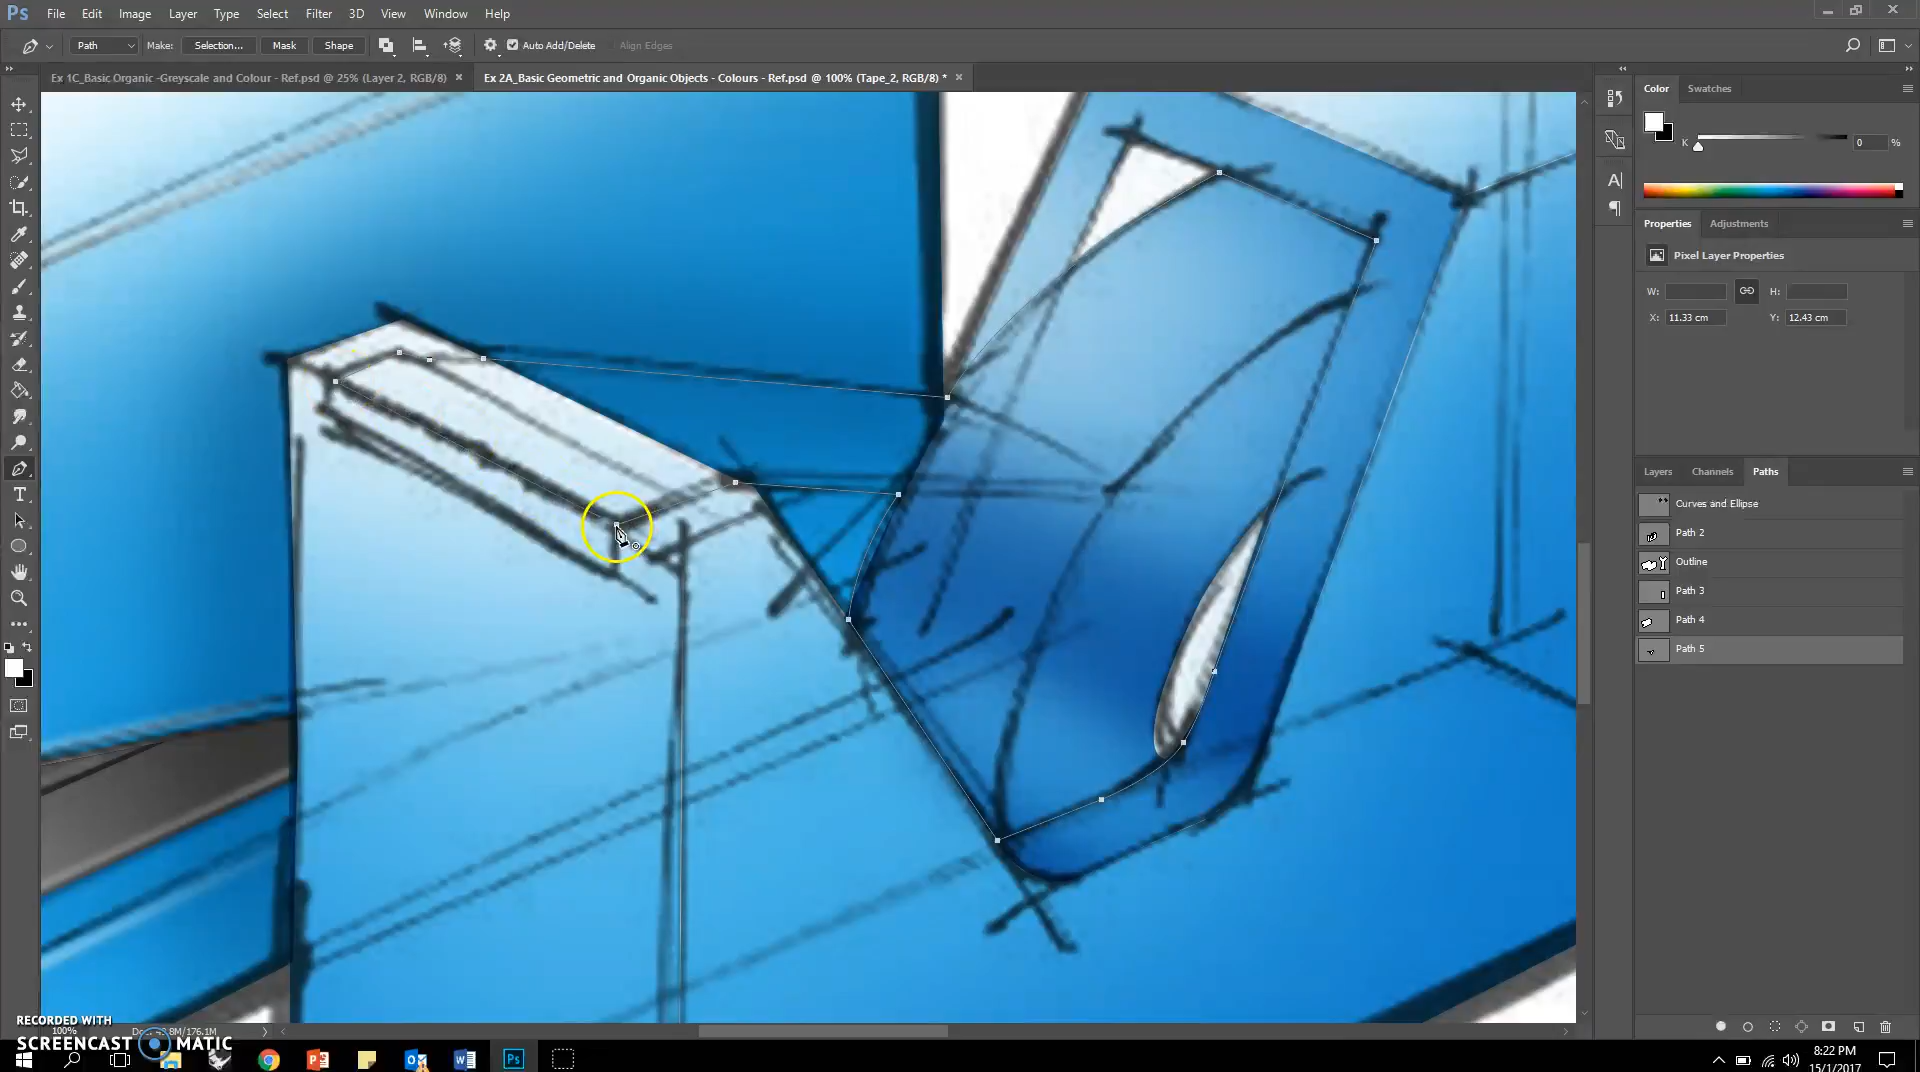 Ps File Edit Image Layer Type Select Filter 3D View Window Help
Path Make: Selection... Mask Shape Auto Add/Delete Align Edges
Ex 1C_Basic Organic -Greyscale and Colour - Ref.psd @ 25% (Layer 2, RGB/8) × Ex 2A_Basic Geometric and Organic Objects - Colours - Ref.psd @ 100% (Tape_2, RGB/8) * ×
Color Swatches
K 0 %
Properties Adjustments
Pixel Layer Properties
W: H:
X: 11.33 cm Y: 12.43 cm
Layers Channels Paths
Curves and Ellipse
Path 2
Outline
Path 3
Path 4
Path 5
RECORDED WITH
SCREENCAST MATIC
100%
8:22 PM
15/1/2017